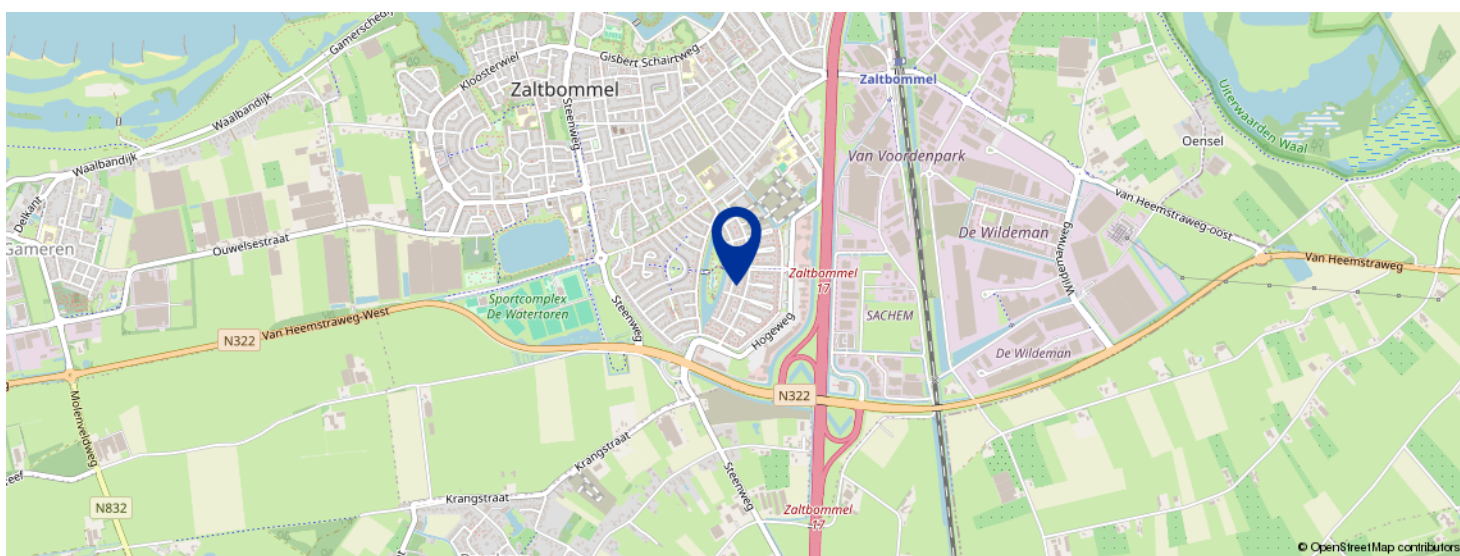 Gamerschedijk
Kloosterwiel
Gisbert Schairtweg
Zaltbommel
Steenweg
Zaltbommel
Waalbandijk
Waalbandijk
Uiterwaarden Waal
Oensel
Van Voordenpark
Delkant
Gameren
Ouwelsestraat
De Wildeman
Van Heemstraweg-oost
Wildemanweg
Van Heemstraweg
Zaltbommel
17
Sportcomplex
De Watertoren
Steenweg
Hogeweg
SACHEM
De Wildeman
N322
Van Heemstraweg-West
N322
Molenveldweg
Krangstraat
Krangstraat
Steenweg
N832
Zaltbommel
17
© OpenStreetMap contributors